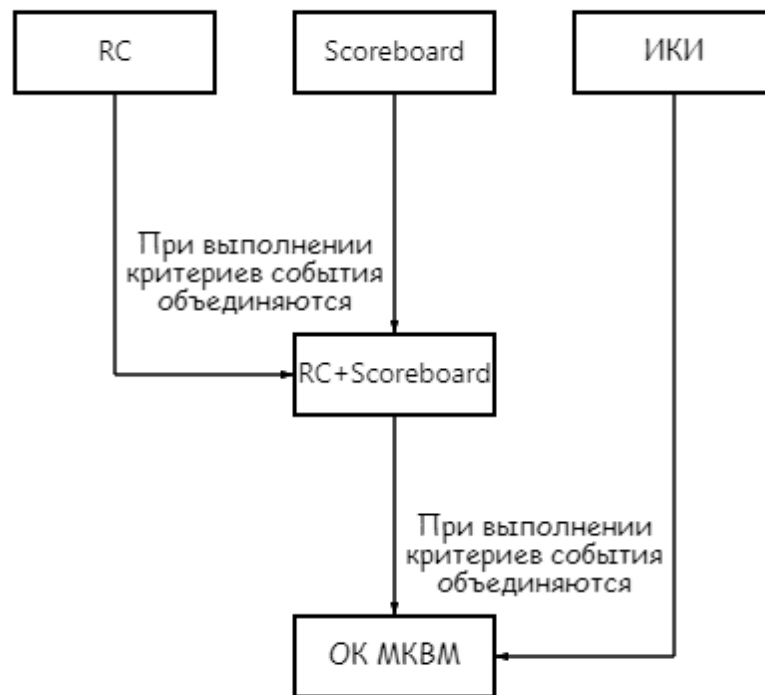 RC
Scoreboard
ИКИ
При выполнении
критериев события
объединяются
RC+Scoreboard
При выполнении
критериев события
объединяются
ОК МКВМ